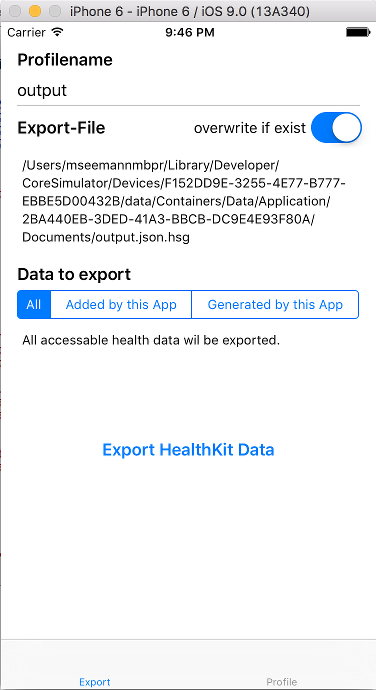 iPhone 6 - iPhone 6 / iOS 9.0 (13A340)
Carrier 9:46 PM
Profilename
output
Export-File overwrite if exist
/Users/mseemannmbpr/Library/Developer/
CoreSimulator/Devices/F152DD9E-3255-4E77-B777-
EBBE5D00432B/data/Containers/Data/Application/
2BA440EB-3DED-41A3-BBCB-DC9E4E93F80A/
Documents/output.json.hsg
Data to export
All Added by this App Generated by this App
All accessable health data wil be exported.
Export HealthKit Data
Export Profile